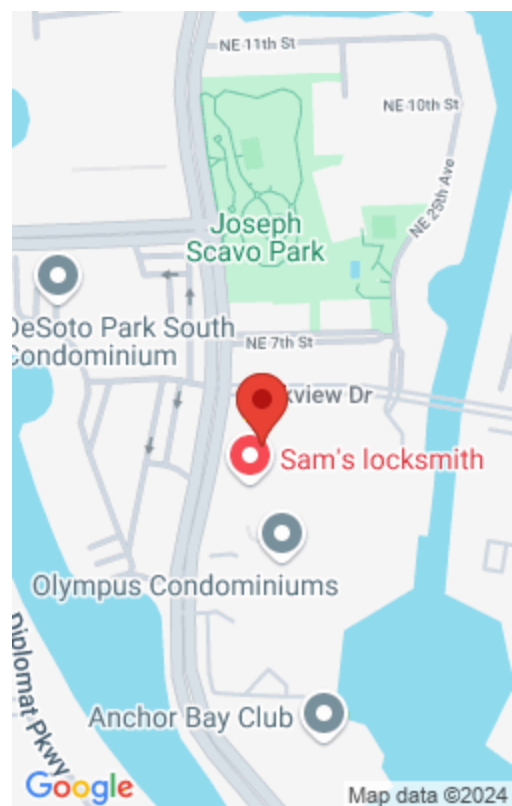 NE 11th St
NE 10th St
NE 25th Ave
Joseph
Scavo Park
DeSoto Park South
Condominium
NE 7th St
kview Dr
Sam's locksmith
Olympus Condominiums
Diplomat Pkwy
Anchor Bay Club
Google
Map data ©2024